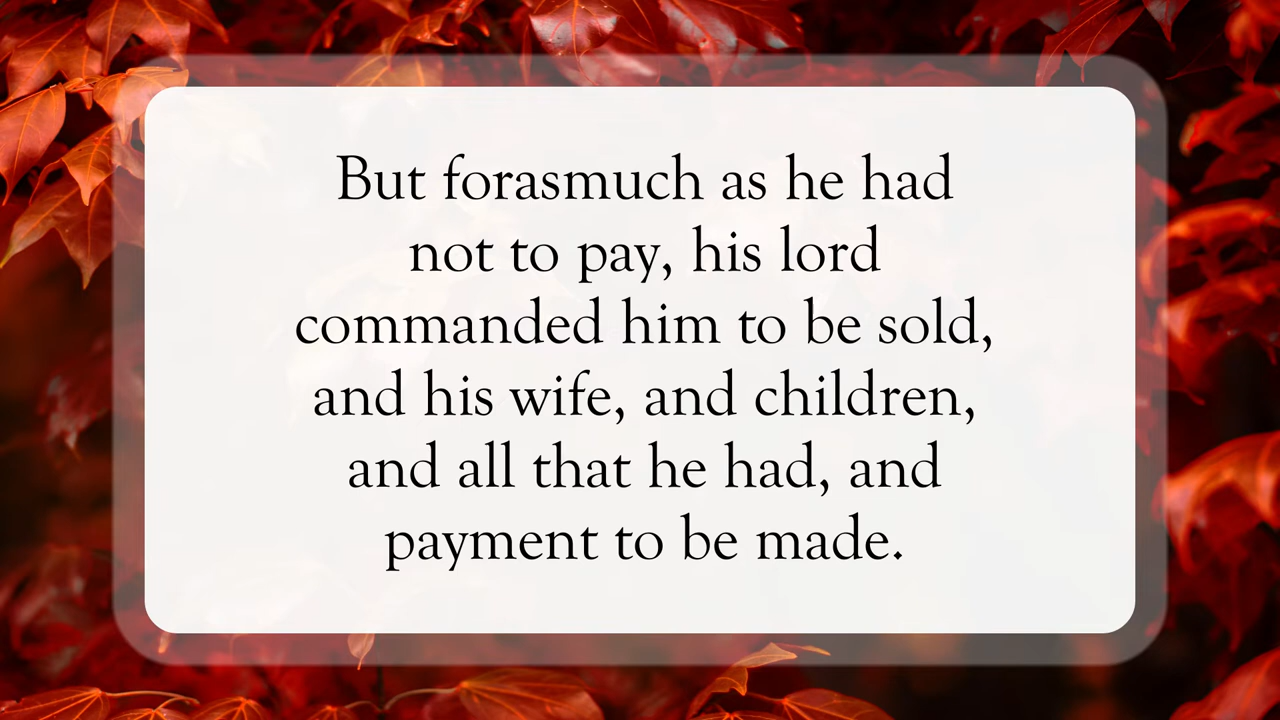 But forasmuch as he had
not to pay, his lord
commanded him to be sold,
and his wife, and children,
and all that he had, and
payment to be made.